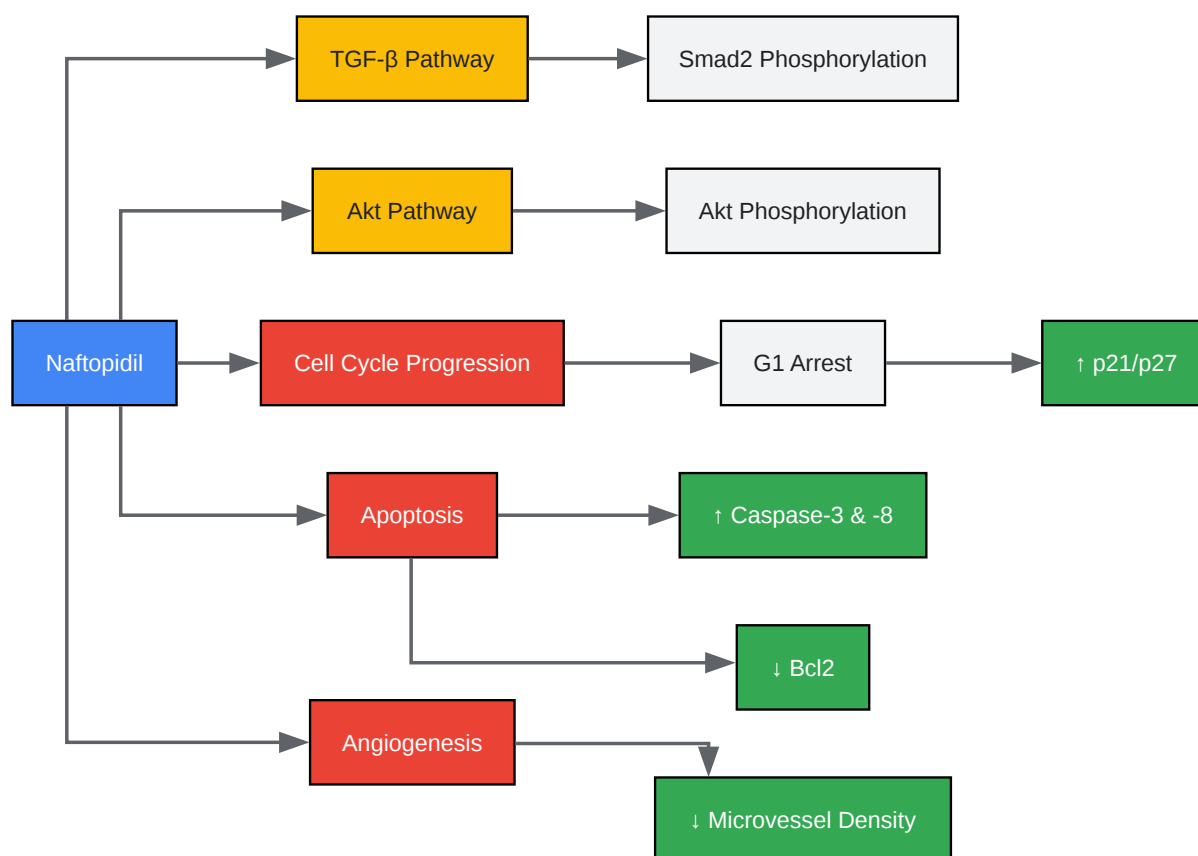 TGF-β Pathway
Smad2 Phosphorylation
Akt Pathway
Akt Phosphorylation
Naftopidil
Cell Cycle Progression
G1 Arrest
↑ p21/p27
Apoptosis
↑ Caspase-3 & -8
↓ Bcl2
Angiogenesis
↓ Microvessel Density